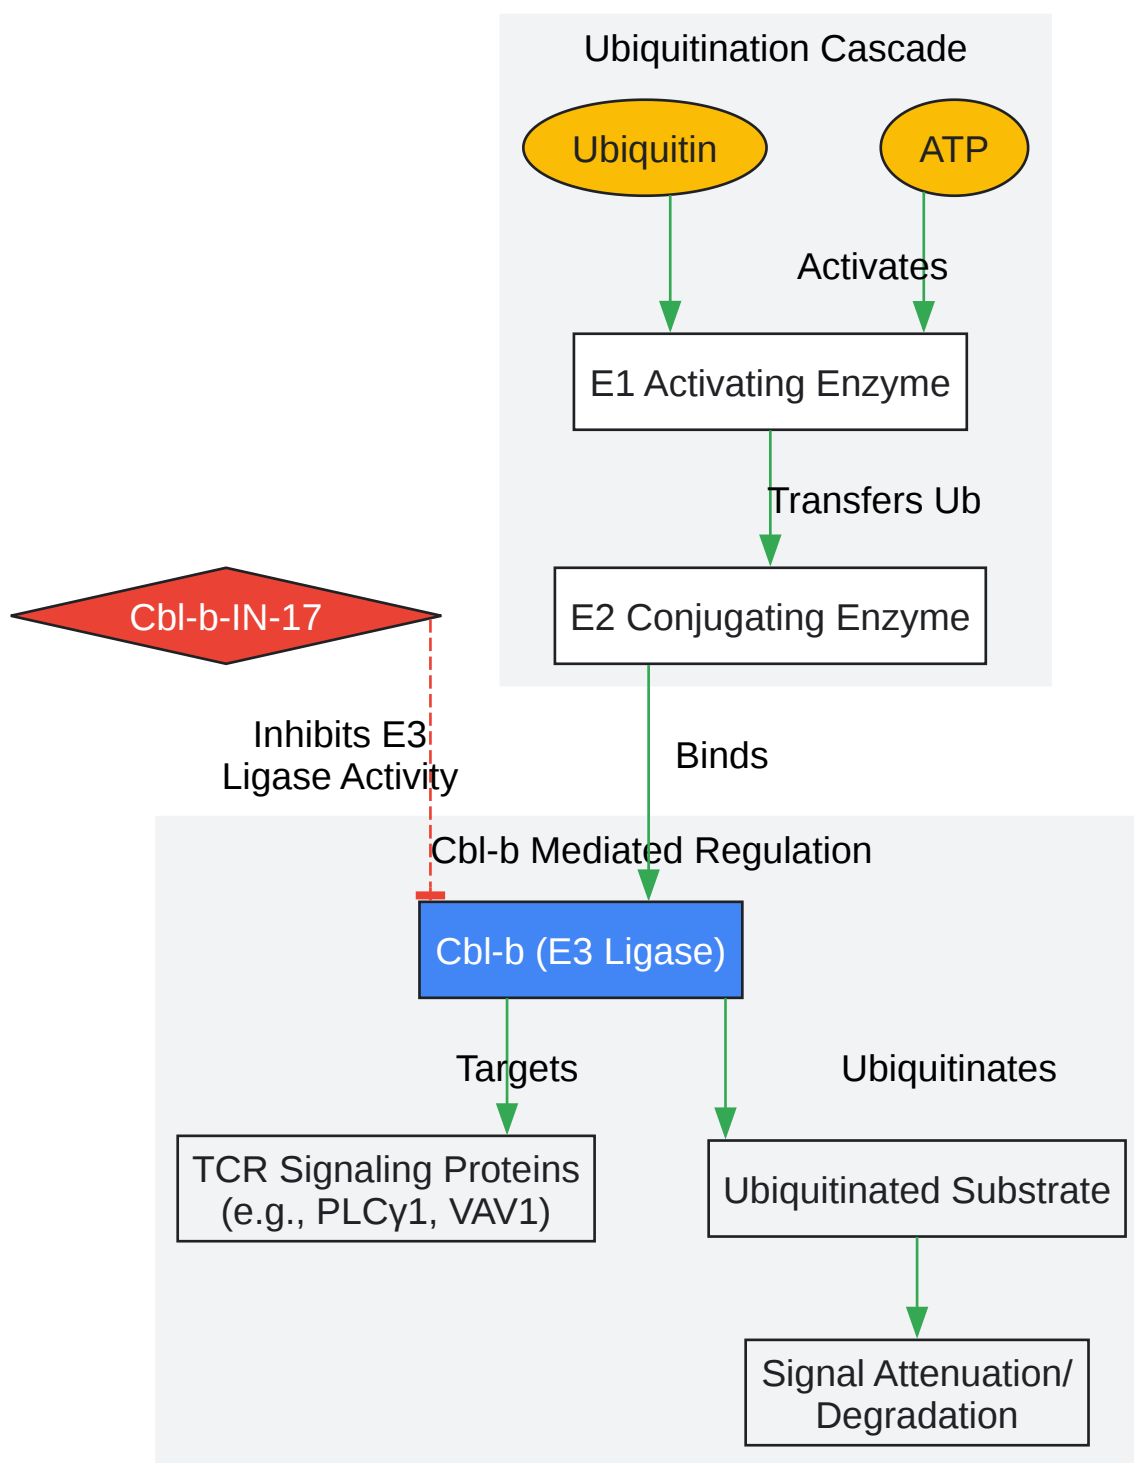 Ubiquitination Cascade
Ubiquitin
ATP
Activates
E1 Activating Enzyme
Transfers Ub
Cbl-b-IN-17
E2 Conjugating Enzyme
Inhibits E3
Ligase Activity
Binds
Cbl-b Mediated Regulation
Cbl-b (E3 Ligase)
Targets
Ubiquitinates
TCR Signaling Proteins
(e.g., PLCγ1, VAV1)
Ubiquitinated Substrate
Signal Attenuation/
Degradation